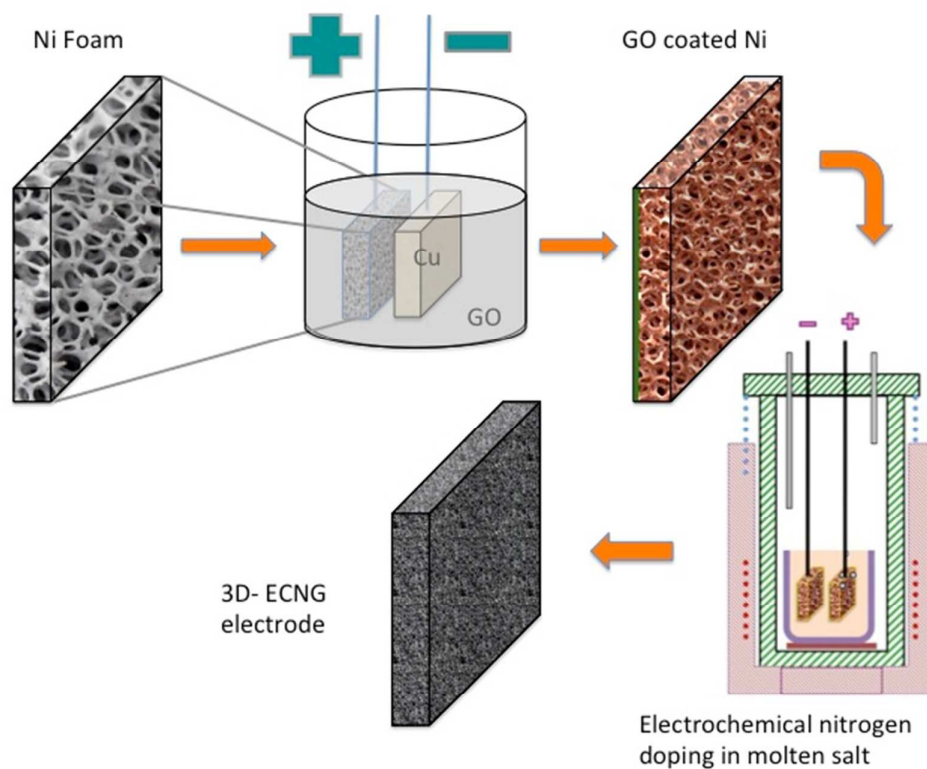 Ni Foam
GO coated Ni
Cu
GO
3D- ECNG
electrode
Electrochemical nitrogen
doping in molten salt